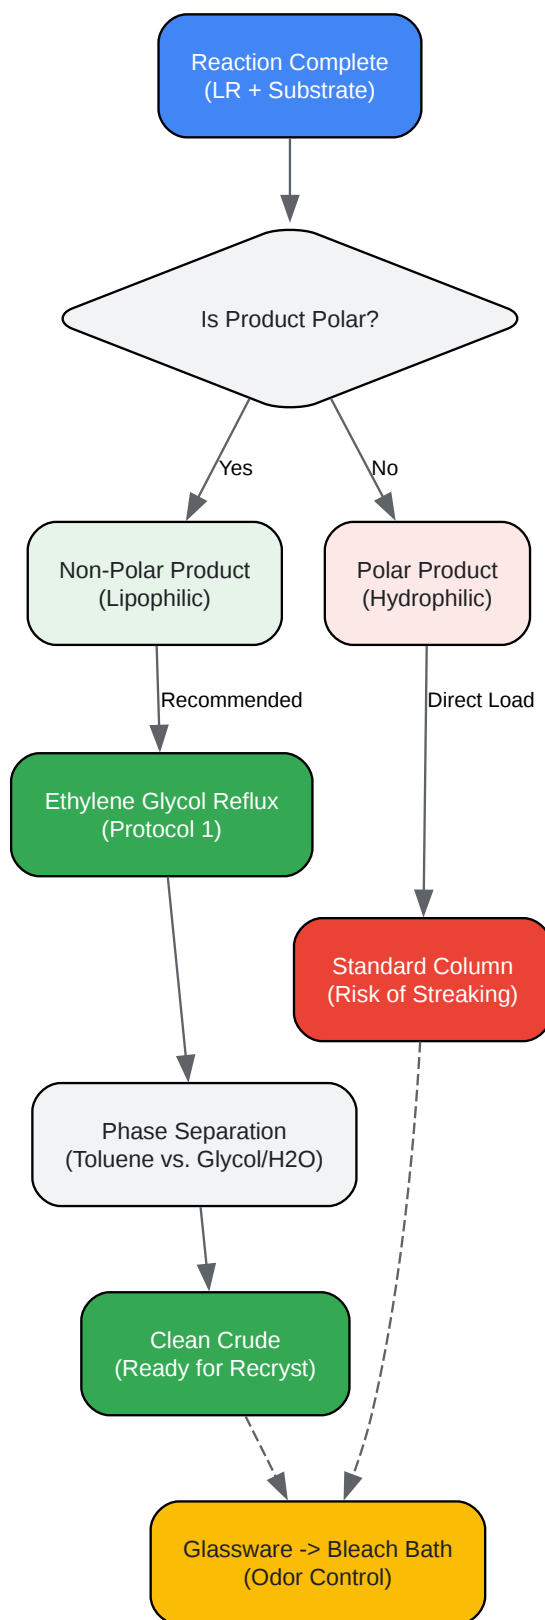 Reaction Complete
(LR + Substrate)
Is Product Polar?
Yes
No
Non-Polar Product
(Lipophilic)
Polar Product
(Hydrophilic)
Recommended
Direct Load
Ethylene Glycol Reflux
(Protocol 1)
Standard Column
(Risk of Streaking)
Phase Separation
(Toluene vs. Glycol/H2O)
Clean Crude
(Ready for Recryst)
Glassware -> Bleach Bath
(Odor Control)